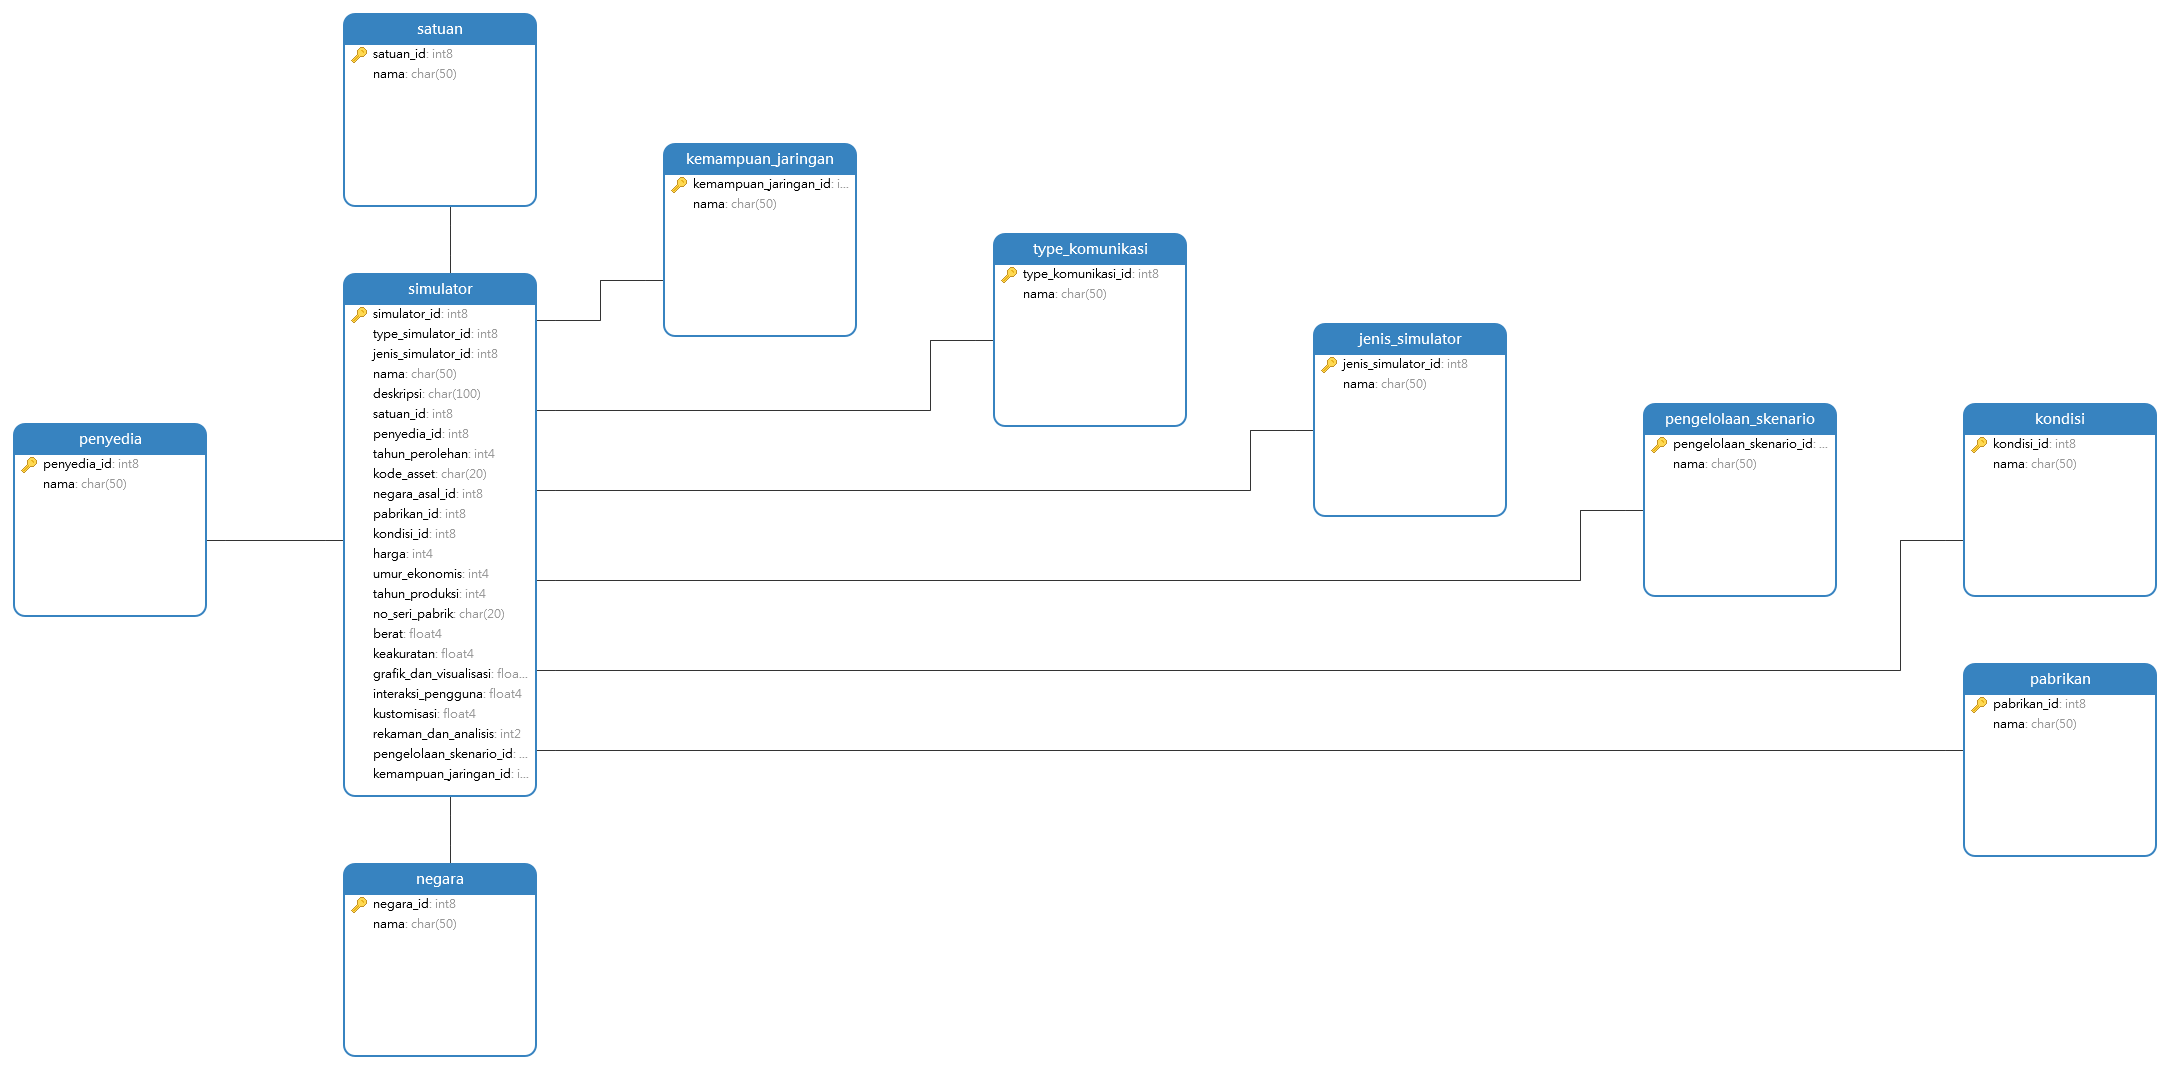 satuan
satuan_id: int8
nama: char(50)
kemampuan_jaringan
kemampuan_jaringan_id: i...
nama: char(50)
type_komunikasi
type_komunikasi_id: int8
nama: char(50)
simulator
simulator_id: int8
type_simulator_id: int8
jenis_simulator_id: int8
nama: char(50)
deskripsi: char(100)
satuan_id: int8
penyedia_id: int8
tahun_perolehan: int4
kode_asset: char(20)
negara_asal_id: int8
pabrikan_id: int8
kondisi_id: int8
harga: int4
umur_ekonomis: int4
tahun_produksi: int4
no_seri_pabrik: char(20)
berat: float4
keakuratan: float4
grafik_dan_visualisasi: floa...
interaksi_pengguna: float4
kustomisasi: float4
rekaman_dan_analisis: int2
pengelolaan_skenario_id: ...
kemampuan_jaringan_id: i...
jenis_simulator
jenis_simulator_id: int8
nama: char(50)
pengelolaan_skenario
pengelolaan_skenario_id: ...
nama: char(50)
kondisi
kondisi_id: int8
nama: char(50)
penyedia
penyedia_id: int8
nama: char(50)
pabrikan
pabrikan_id: int8
nama: char(50)
negara
negara_id: int8
nama: char(50)